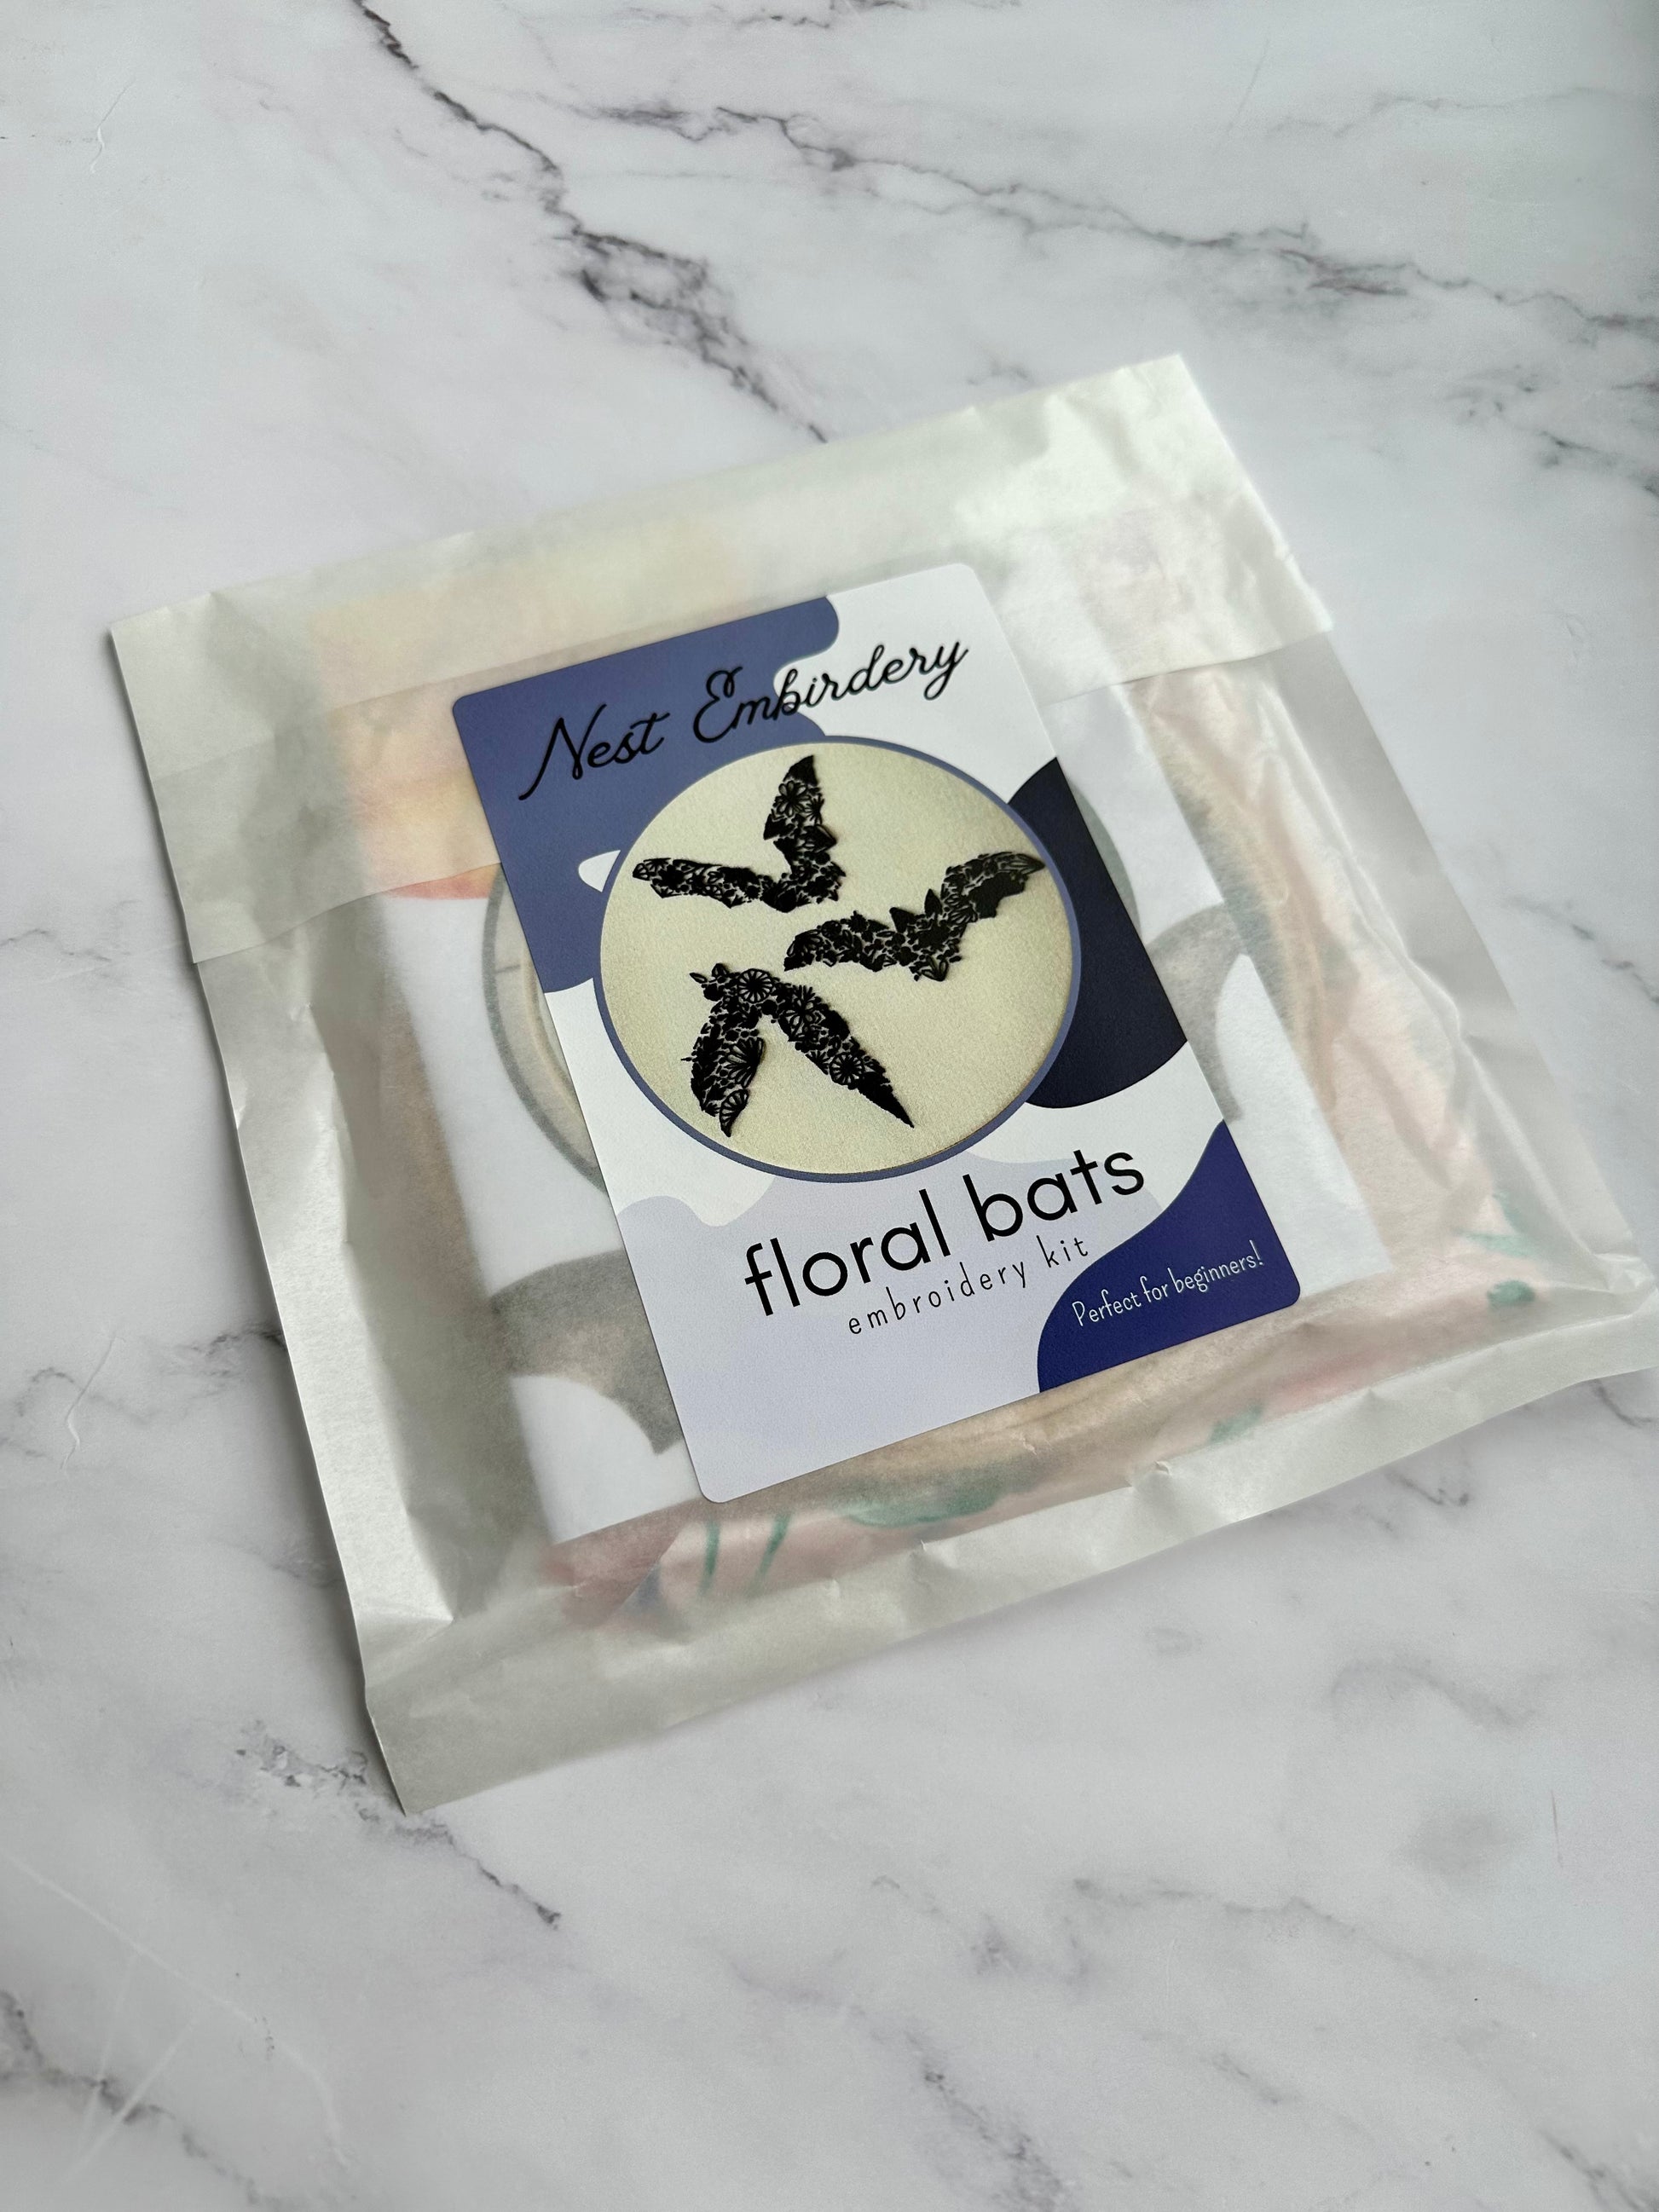 Nest Embirdery
floral bats
embroidery kit
Perfect for beginners!